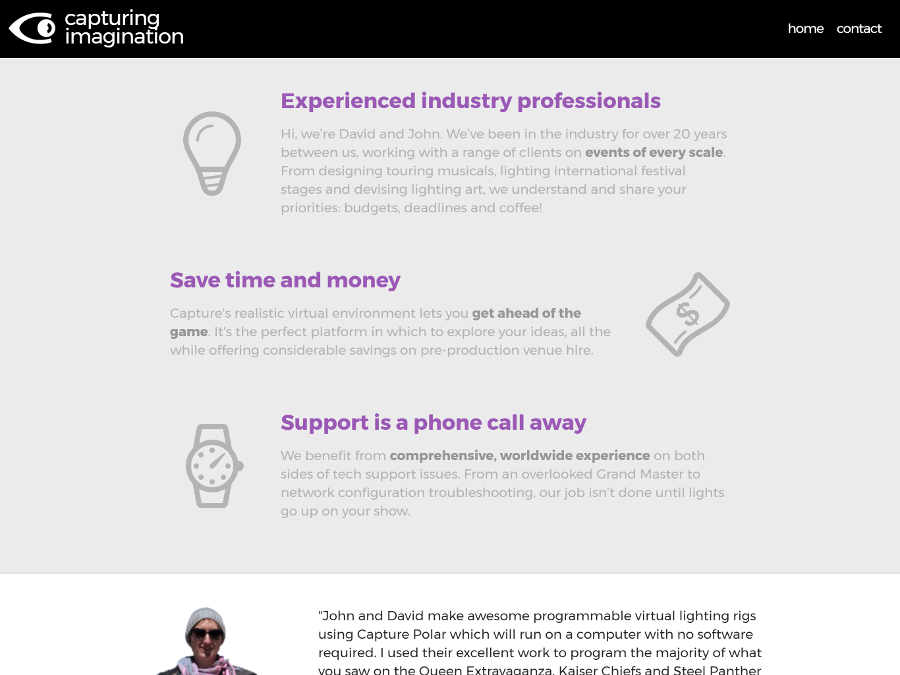 capturing
imagination
home
contact
Experienced industry professionals
Hi, we're David and John. We've been in the industry for over 20 years
between us, working with a range of clients on events of every scale.
From designing touring musicals, lighting international festival
stages and devising lighting art, we understand and share your
priorities: budgets, deadlines and coffee!
Save time and money
Capture's realistic virtual environment lets you get ahead of the
game. It's the perfect platform in which to explore your ideas, all the
while offering considerable savings on pre-production venue hire.
$
Support is a phone call away
We benefit from comprehensive, worldwide experience on both
sides of tech support issues. From an overlooked Grand Master to
network configuration troubleshooting, our job isn't done until lights
go up on your show.
"John and David make awesome programmable virtual lighting rigs
using Capture Polar which will run on a computer with no software
required. I used their excellent work to program the majority of what
you saw on the Queen Extravaganza, Kaiser Chiefs and Steel Panther